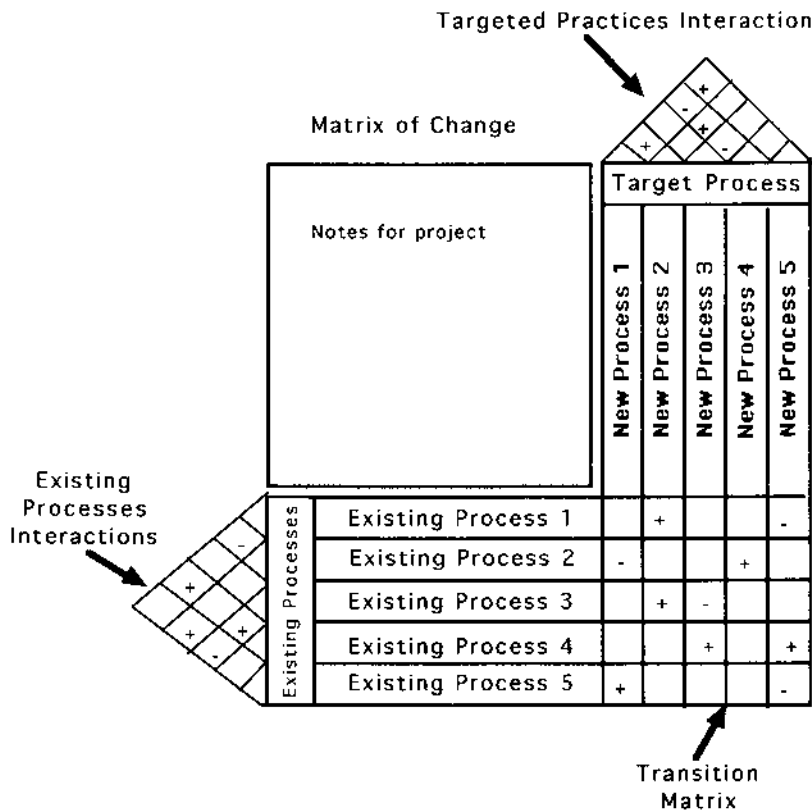 Targeted Practices Interaction
+
-
+
+
-
Matrix of Change
Target Process
Notes for project
New Process 1
New Process 2
New Process 3
New Process 4
New Process 5
Existing
Processes
Interactions
-
+
+
+
-
Existing Processes
Existing Process 1
+
-
Existing Process 2
-
+
Existing Process 3
+
-
Existing Process 4
+
+
Existing Process 5
+
-
Transition
Matrix